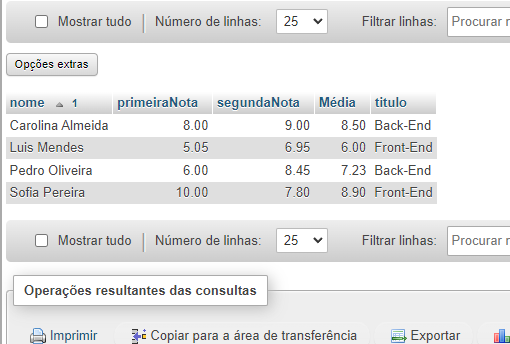 Mostrar tudo Número de linhas: 25 Filtrar linhas: Procurar
Opções extras
nome 1 primeiraNota segundaNota Média titulo
Carolina Almeida 8.00 9.00 8.50 Back-End
Luis Mendes 5.05 6.95 6.00 Front-End
Pedro Oliveira 6.00 8.45 7.23 Back-End
Sofia Pereira 10.00 7.80 8.90 Front-End
Mostrar tudo Número de linhas: 25 Filtrar linhas: Procurar
Operações resultantes das consultas
Imprimir Copiar para a área de transferência Exportar